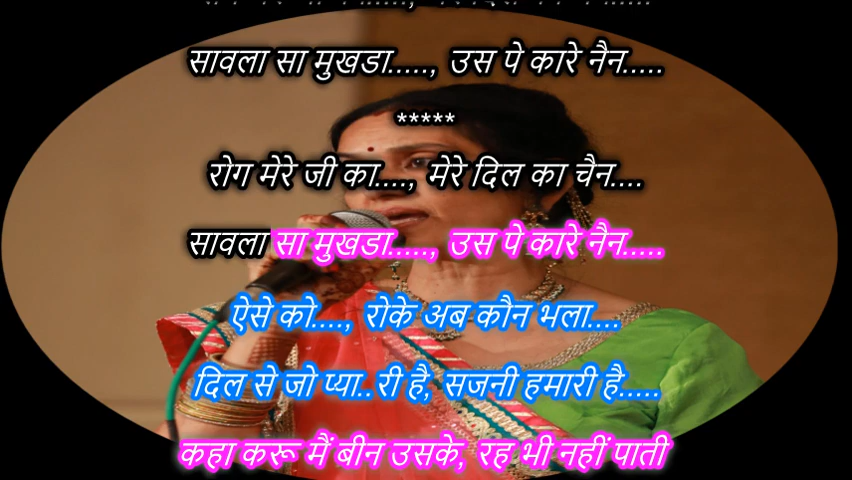 सावला सा मुखडा....., उस पे कारे नैन.....
*****
रोग मेरे जी का...., मेरे दिल का चैन....
सावला सा मुखडा....., उस पे कारे नैन.....
ऐसे को...., रोके अब कौन भला....
दिल से जो प्या..री है, सजनी हमारी है.....
कहा करू मैं बीन उसके, रह भी नहीं पाती